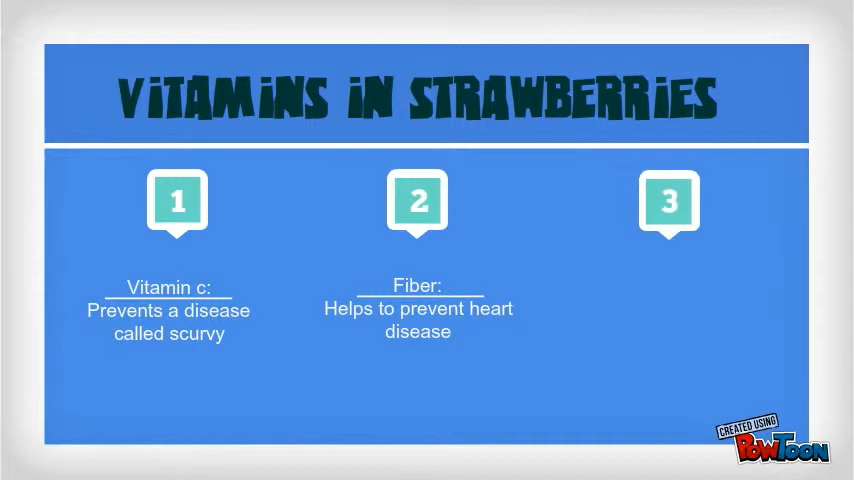 ViTAMiNS iN STRAWBERRiES
1
2
3
Vitamin c:
Prevents a disease
called scurvy
Fiber:
Helps to prevent heart
disease
CREATED USING
POWTOON